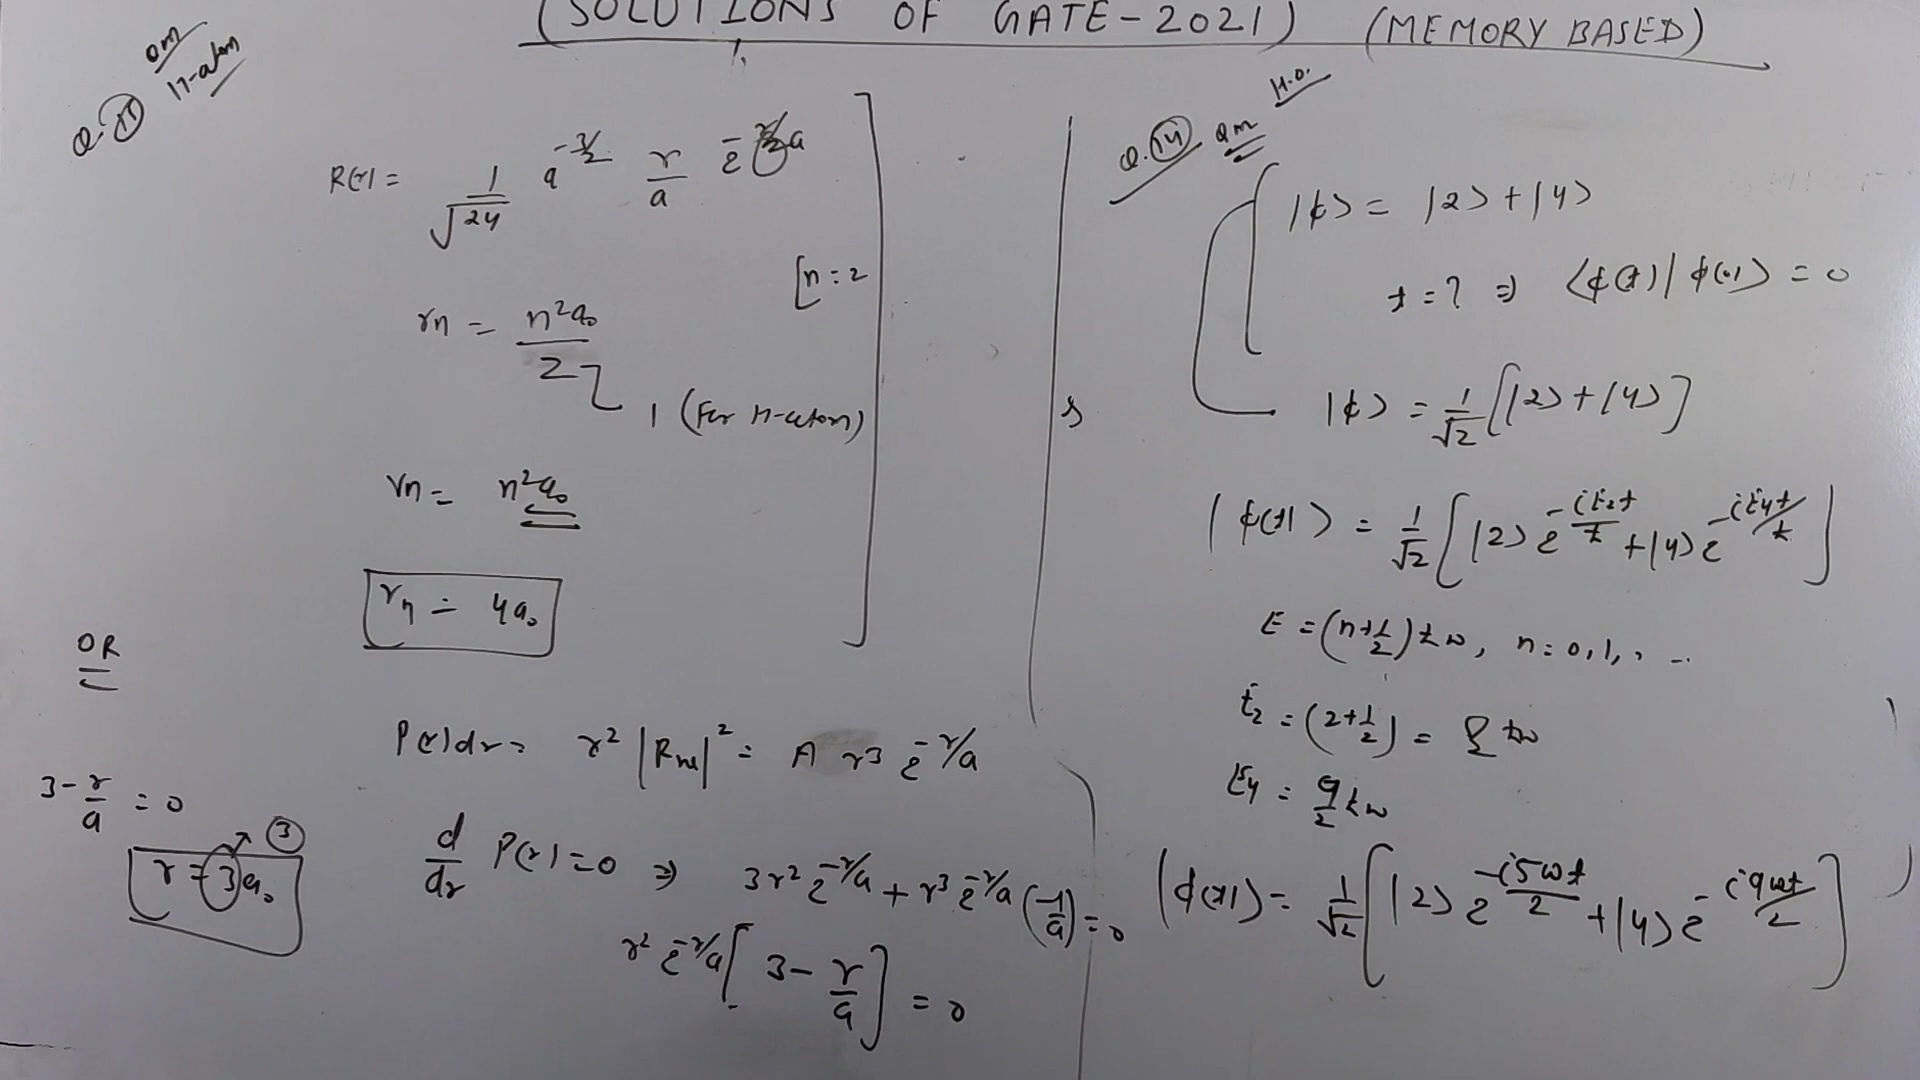 (SOLUTIONS OF GATE-2021) (MEMORY BASED)
Q. 11 QM H-atom
R(r) = 1/√24 a^{-3/2} r/a e^{-r/2a}
[n = 2
rn = n²a₀/Z
1 (For H-atom)
rn = n²a₀
rn = 4a₀
OR
P(r)dr = r² |Rnl|² = A r³ e^{-r/a}
d/dr P(r) = 0 ⇒ 3r² e^{-r/a} + r³ e^{-r/a} (-1/a) = 0
r² e^{-r/a} [3 - r/a] = 0
3 - r/a = 0
3
r = 3a₀
Q. 14 QM H.O.
|ϕ> = |2> + |4>
t = ? ⇒ <ϕ(t)|ϕ(0)> = 0
|ϕ> = 1/√2 [|2> + |4>]
|ϕ(t)> = 1/√2 [|2> e^{-iE₂t/ħ} + |4> e^{-iE₄t/ħ}]
E = (n + 1/2) ħω, n = 0, 1, ...
E₂ = (2 + 1/2) = 5/2 ħω
E₄ = 9/2 ħω
|ϕ(t)> = 1/√2 [|2> e^{-i5ωt/2} + |4> e^{-i9ωt/2}]